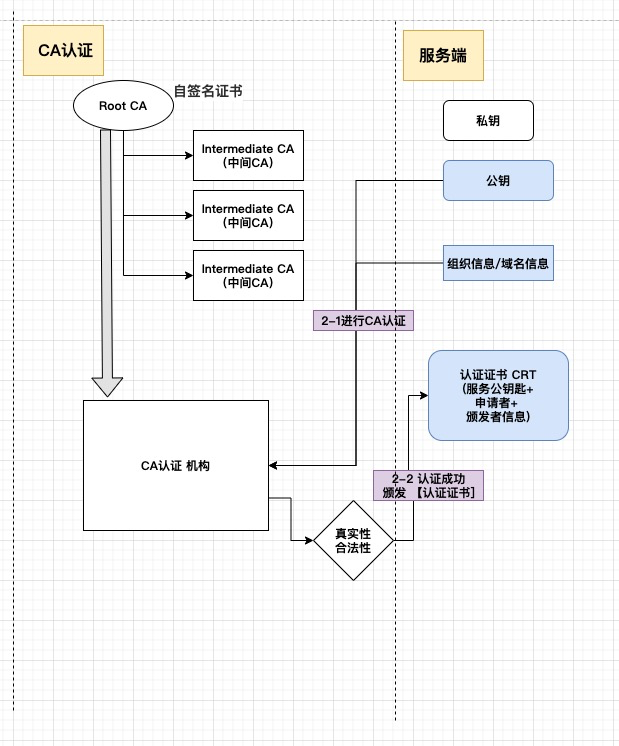 CA认证
服务端
Root CA
自签名证书
私钥
Intermediate CA
（中间CA）
公钥
Intermediate CA
（中间CA）
Intermediate CA
（中间CA）
组织信息/域名信息
2-1进行CA认证
认证证书 CRT
(服务公钥匙+
申请者+
颁发者信息)
CA认证 机构
2-2 认证成功
颁发 【认证证书】
真实性
合法性